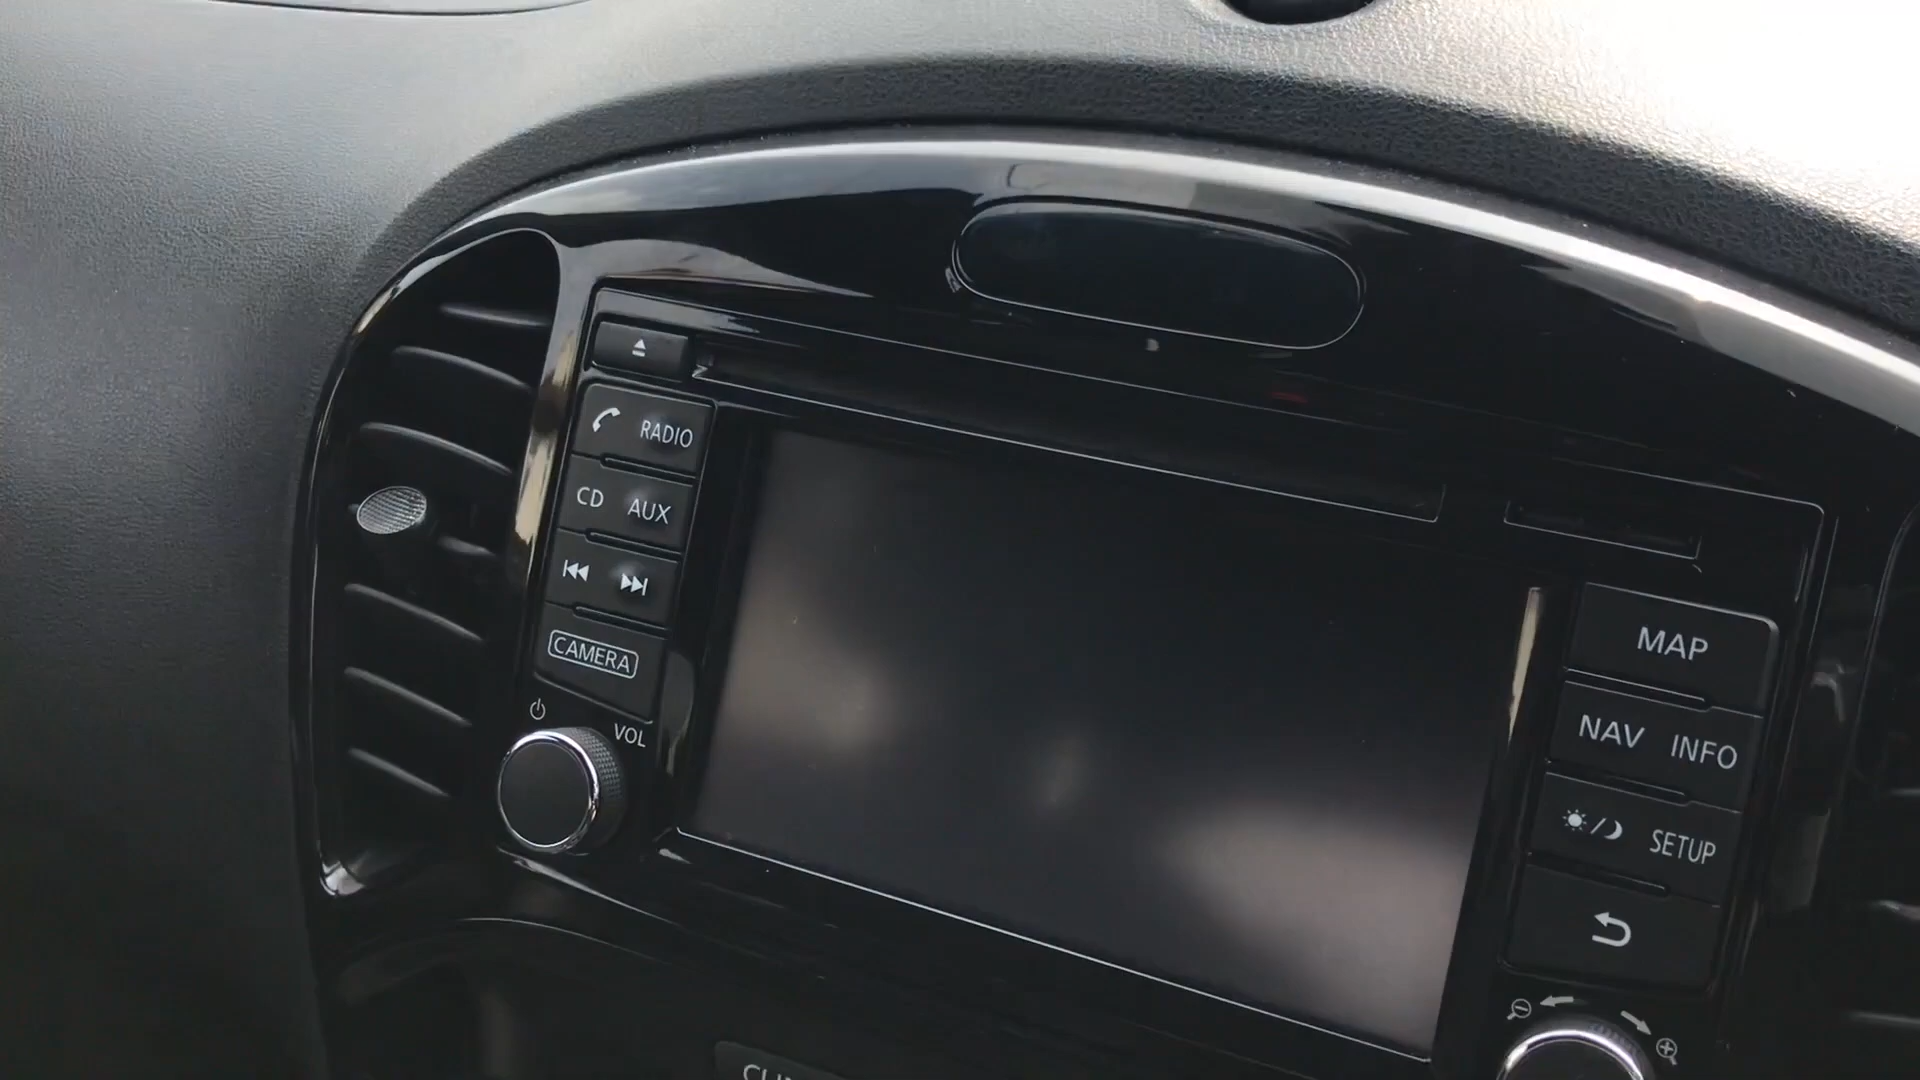 RADIO
CD AUX
CAMERA
VOL
MAP
NAV INFO
SETUP